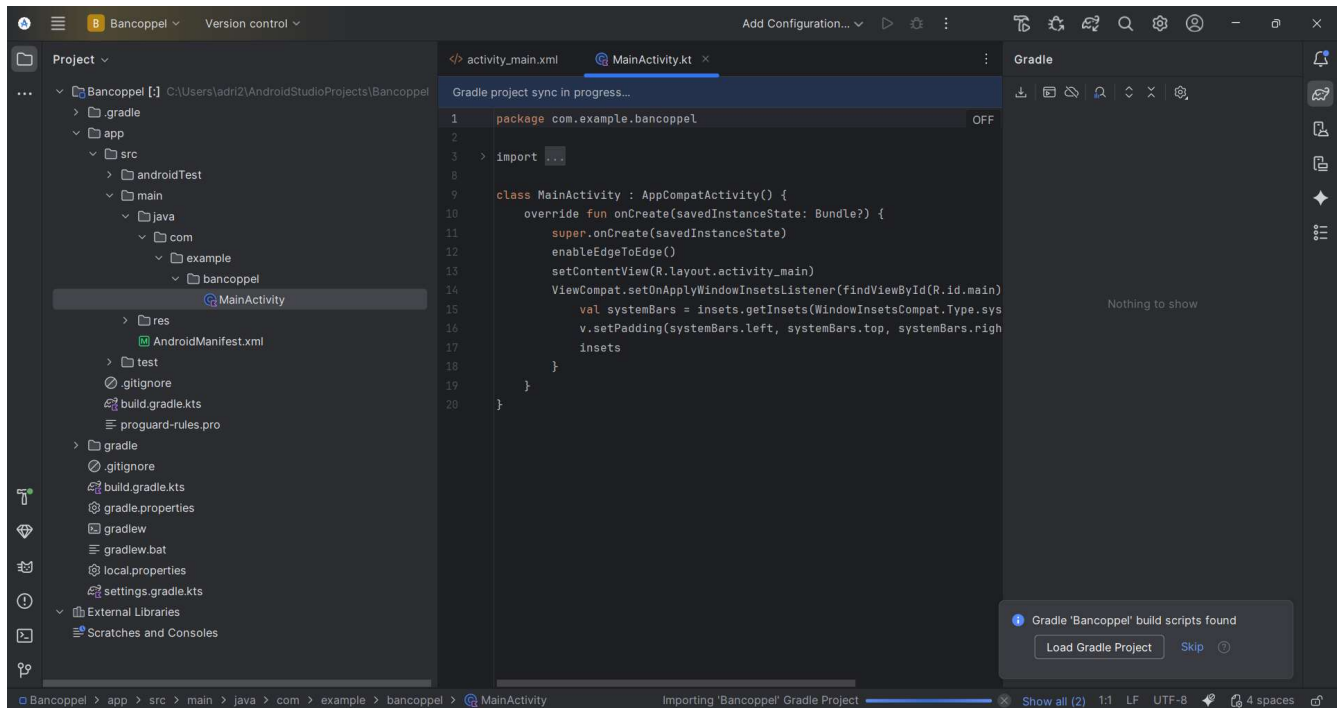 B Bancoppel Version control Add Configuration...
Project
Bancoppel [:] C:\Users\adri2\AndroidStudioProjects\Bancoppel
.gradle
app
src
androidTest
main
java
com
example
bancoppel
MainActivity
res
AndroidManifest.xml
test
.gitignore
build.gradle.kts
proguard-rules.pro
gradle
.gitignore
build.gradle.kts
gradle.properties
gradlew
gradlew.bat
local.properties
settings.gradle.kts
External Libraries
Scratches and Consoles
activity_main.xml MainActivity.kt
Gradle project sync in progress...
1 package com.example.bancoppel OFF
2
3 import ...
8
9 class MainActivity : AppCompatActivity() {
10 override fun onCreate(savedInstanceState: Bundle?) {
11 super.onCreate(savedInstanceState)
12 enableEdgeToEdge()
13 setContentView(R.layout.activity_main)
14 ViewCompat.setOnApplyWindowInsetsListener(findViewById(R.id.main)
15 val systemBars = insets.getInsets(WindowInsetsCompat.Type.sys
16 v.setPadding(systemBars.left, systemBars.top, systemBars.righ
17 insets
18 }
19 }
20 }
Gradle
Nothing to show
Gradle 'Bancoppel' build scripts found
Load Gradle Project Skip
Bancoppel > app > src > main > java > com > example > bancoppel > MainActivity Importing 'Bancoppel' Gradle Project Show all (2) 1:1 LF UTF-8 4 spaces